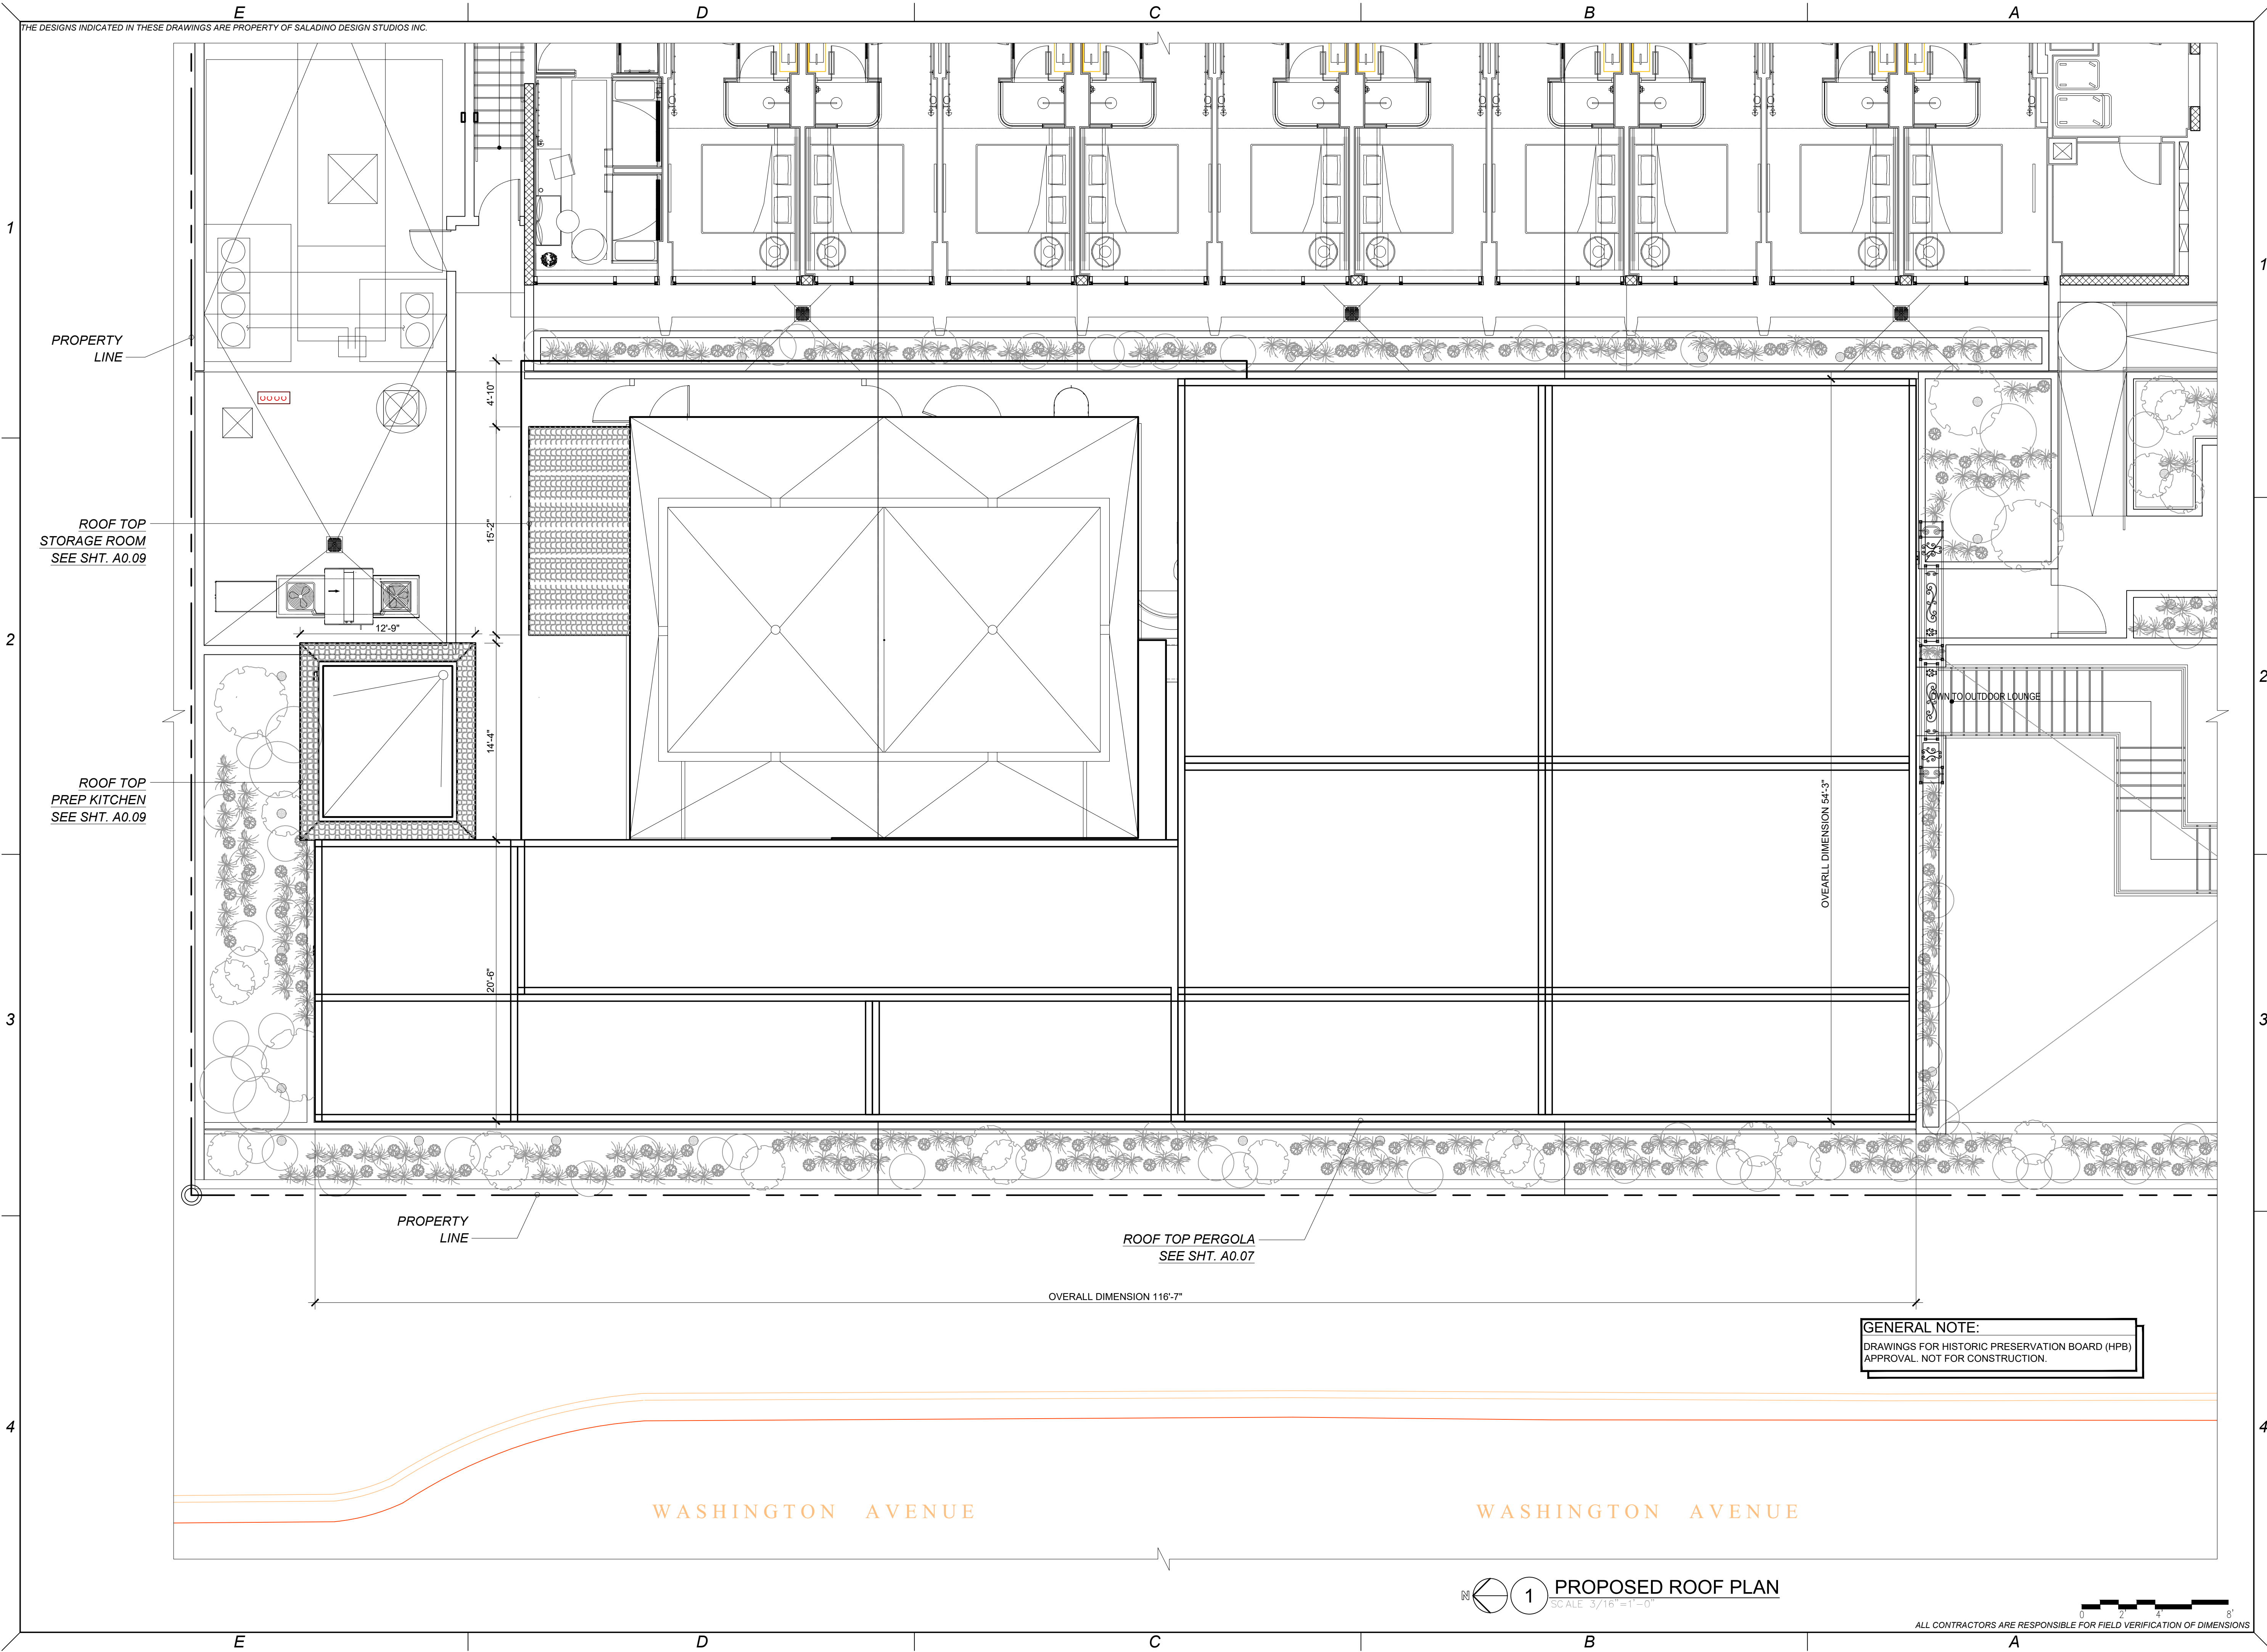 E D C B A
THE DESIGNS INDICATED IN THESE DRAWINGS ARE PROPERTY OF SALADINO DESIGN STUDIOS INC.
1
1
PROPERTY
LINE
4'-10"
ROOF TOP
STORAGE ROOM
SEE SHT. A0.09
15'-2"
12'-9"
2
2
OWN TO OUTDOOR LOUNGE
14'-4"
ROOF TOP
PREP KITCHEN
SEE SHT. A0.09
OVEARLL DIMENSION 54'-3"
20'-6"
3
3
PROPERTY
LINE
ROOF TOP PERGOLA
SEE SHT. A0.07
OVERALL DIMENSION 116'-7"
GENERAL NOTE:
DRAWINGS FOR HISTORIC PRESERVATION BOARD (HPB)
APPROVAL. NOT FOR CONSTRUCTION.
4
4
WASHINGTON AVENUE
WASHINGTON AVENUE
N
1
PROPOSED ROOF PLAN
SCALE 3/16"=1'-0"
0 2' 4' 8'
ALL CONTRACTORS ARE RESPONSIBLE FOR FIELD VERIFICATION OF DIMENSIONS
E D C B A